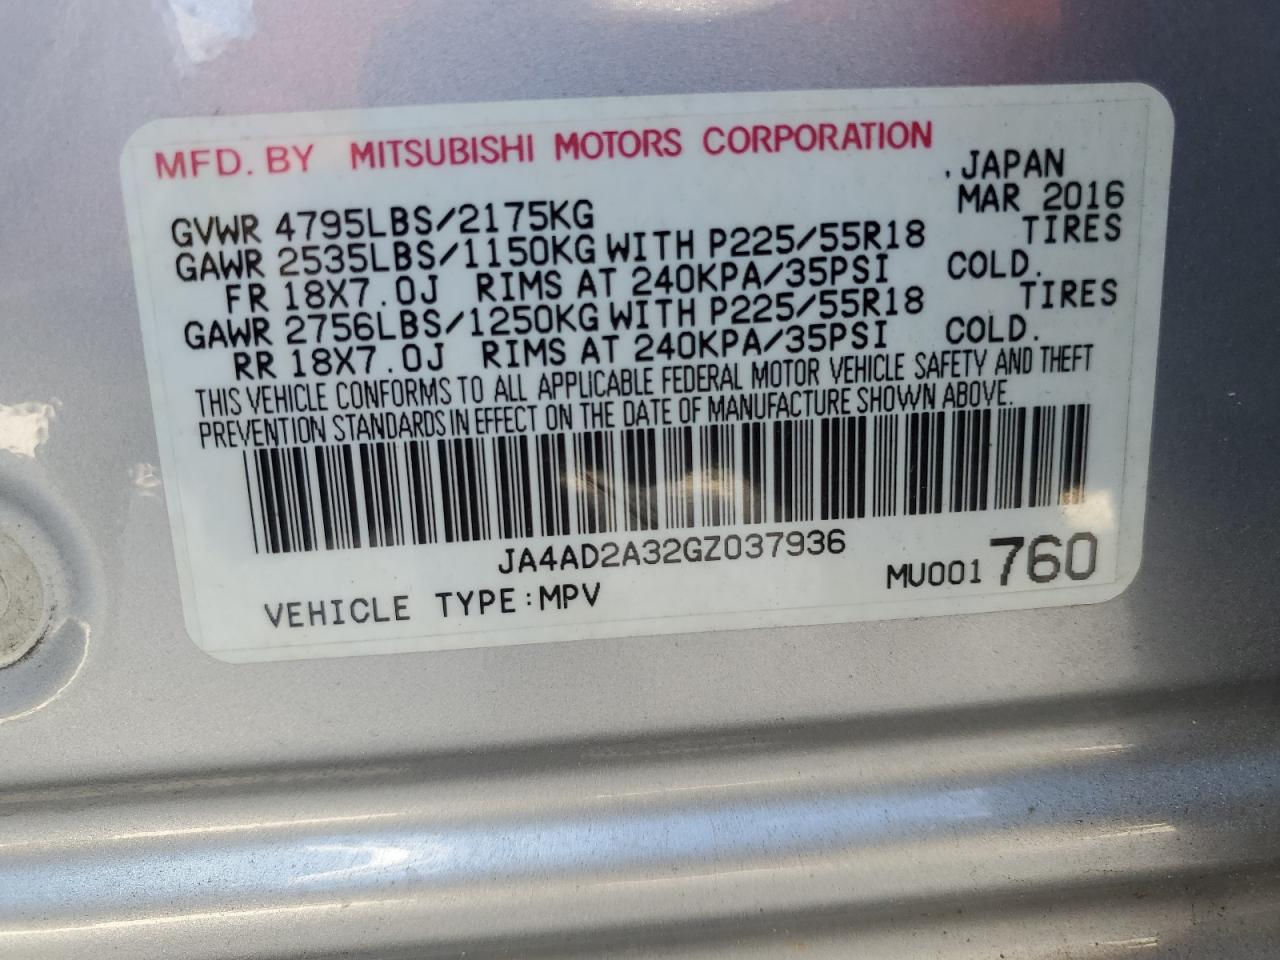 MFD. BY MITSUBISHI MOTORS CORPORATION
, JAPAN
MAR 2016
GVWR 4795LBS/2175KG
GAWR 2535LBS/1150KG WITH P225/55R18 TIRES
FR 18X7.0J RIMS AT 240KPA/35PSI COLD.
GAWR 2756LBS/1250KG WITH P225/55R18 TIRES
RR 18X7.0J RIMS AT 240KPA/35PSI COLD.
THIS VEHICLE CONFORMS TO ALL APPLICABLE FEDERAL MOTOR VEHICLE SAFETY AND THEFT
PREVENTION STANDARDS IN EFFECT ON THE DATE OF MANUFACTURE SHOWN ABOVE.
JA4AD2A32GZ037936
VEHICLE TYPE:MPV
MU001760